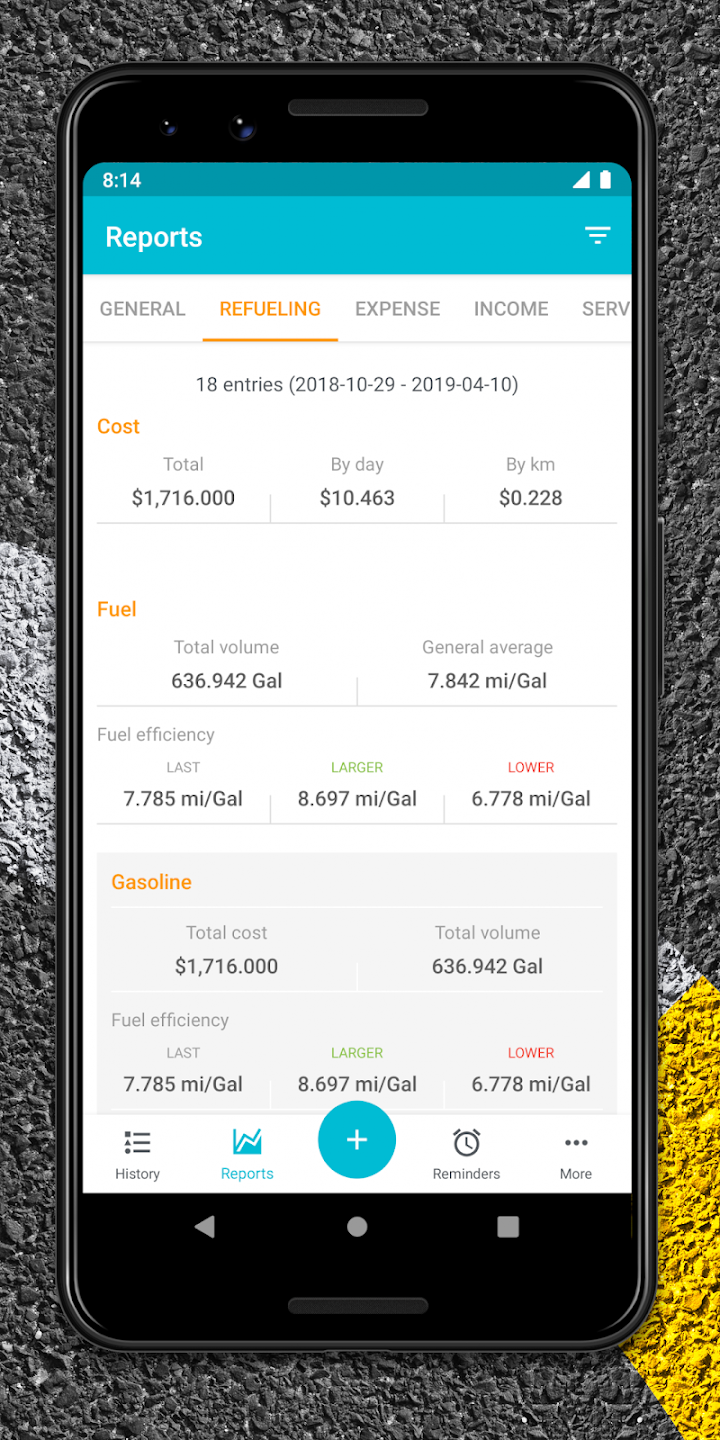 8:14
Reports
GENERAL REFUELING EXPENSE INCOME SERV
18 entries (2018-10-29 - 2019-04-10)
Cost
Total By day By km
$1,716.000 $10.463 $0.228
Fuel
Total volume General average
636.942 Gal 7.842 mi/Gal
Fuel efficiency
LAST LARGER LOWER
7.785 mi/Gal 8.697 mi/Gal 6.778 mi/Gal
Gasoline
Total cost Total volume
$1,716.000 636.942 Gal
Fuel efficiency
LAST LARGER LOWER
7.785 mi/Gal 8.697 mi/Gal 6.778 mi/Gal
History Reports + Reminders More